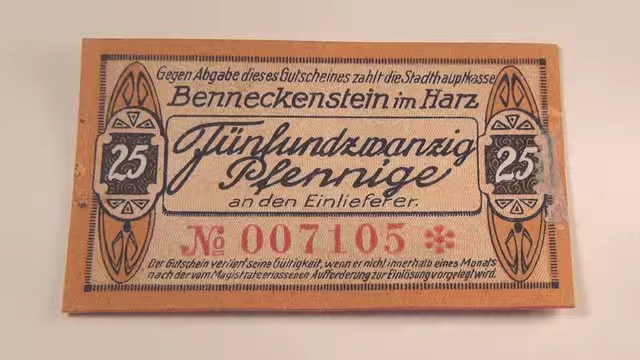 Gegen Abgabe dieses Gutscheines zahlt die Stadthauptkasse
Benneckenstein im Harz
25 Fünfundzwanzig 25
Pfennige
an den Einlieferer.
№ 007105 *
Der Gutschein verliert seine Gültigkeit, wenn er nicht innerhalb eines Monats
nach der vom Magistrat erlassenen Aufforderung zur Einlösung vorgelegt wird.